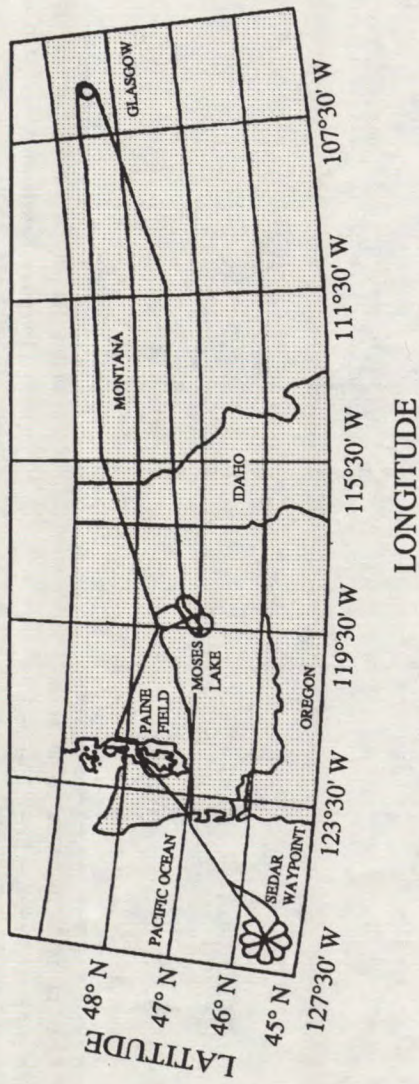 GLASGOW
MONTANA
IDAHO
MOSES
LAKE
PAINE
FIELD
OREGON
PACIFIC OCEAN
SEDAR
WAYPOINT
48° N
47° N
46° N
45° N
LATITUDE
127°30' W
123°30' W
119°30' W
115°30' W
111°30' W
107°30' W
LONGITUDE